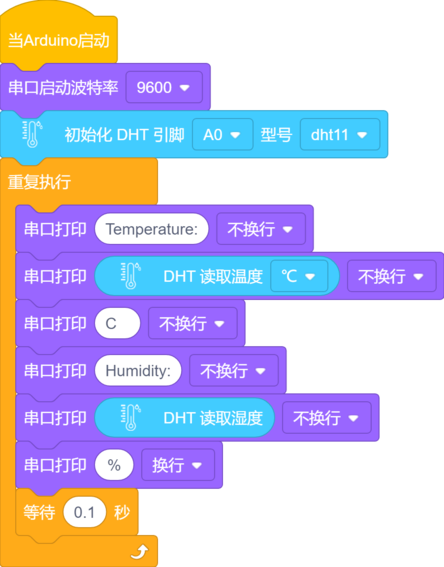 当Arduino启动
串口启动波特率 9600
初始化 DHT 引脚 A0 型号 dht11
重复执行
串口打印 Temperature: 不换行
串口打印 DHT 读取温度 ℃ 不换行
串口打印 C 不换行
串口打印 Humidity: 不换行
串口打印 DHT 读取湿度 不换行
串口打印 % 换行
等待 0.1 秒